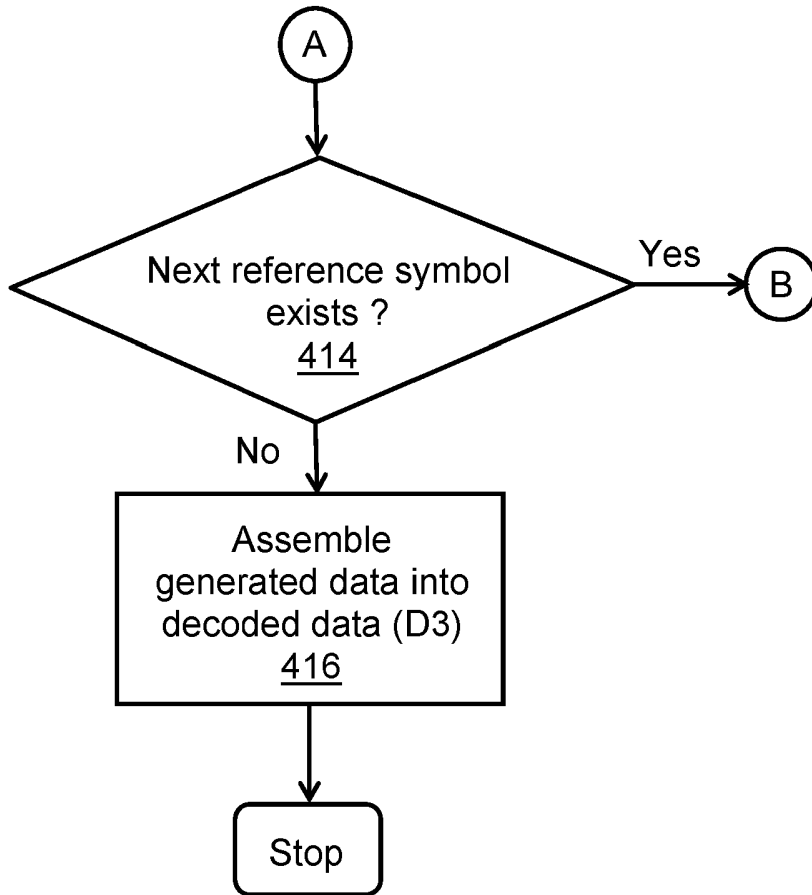 A
Next reference symbol
exists ?
414
Yes
B
No
Assemble
generated data into
decoded data (D3)
416
Stop